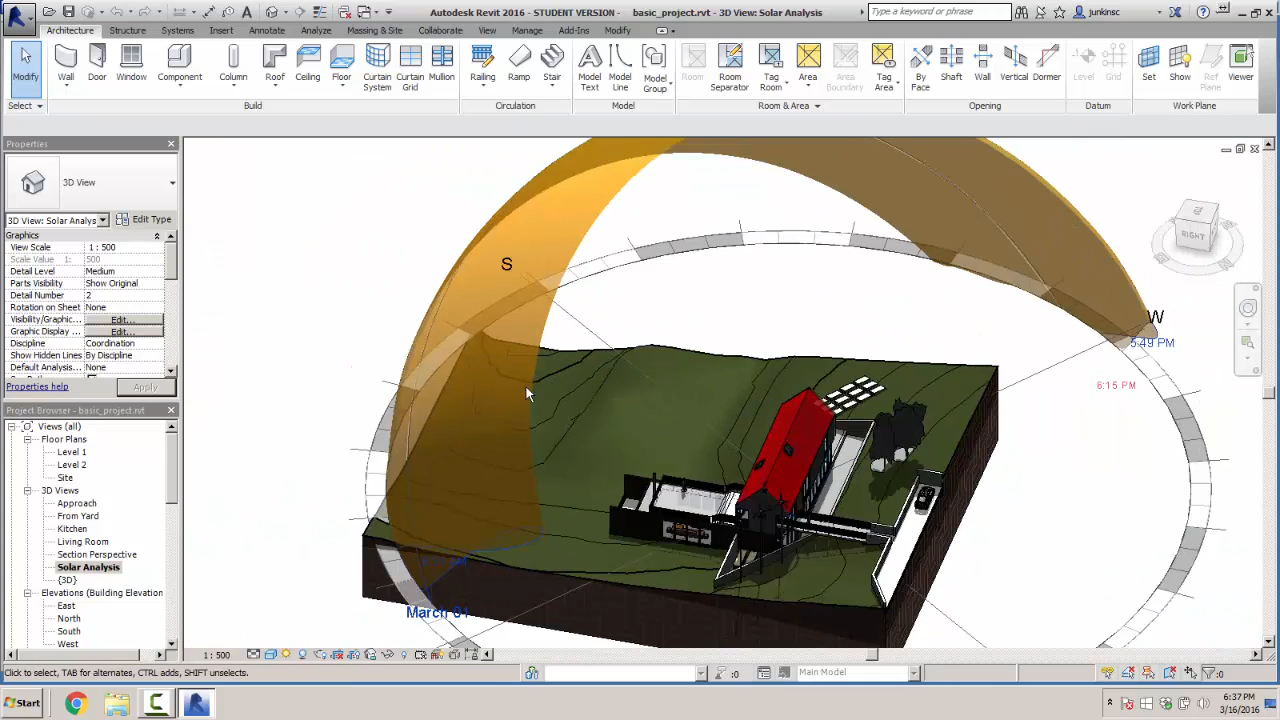 Autodesk Revit 2016 - STUDENT VERSION - basic_project.rvt - 3D View: Solar Analysis
Type a keyword or phrase
junkinsc
Architecture Structure Systems Insert Annotate Analyze Massing & Site Collaborate View Manage Add-Ins Modify
Modify Wall Door Window Component Column Roof Ceiling Floor Curtain System Curtain Grid Mullion Railing Ramp Stair Model Text Model Line Model Group Room Room Separator Tag Room Area Area Boundary Tag Area By Face Shaft Wall Vertical Dormer Level Grid Set Show Ref Plane Viewer
Select Build Circulation Model Room & Area Opening Datum Work Plane
Properties
3D View
3D View: Solar Analys Edit Type
Graphics
View Scale 1 : 500
Scale Value 1: 500
Detail Level Medium
Parts Visibility Show Original
Detail Number 2
Rotation on Sheet None
Visibility/Graphic... Edit...
Graphic Display ... Edit...
Discipline Coordination
Show Hidden Lines By Discipline
Default Analysis... None
Properties help Apply
Project Browser - basic_project.rvt
Views (all)
Floor Plans
Level 1
Level 2
Site
3D Views
Approach
From Yard
Kitchen
Living Room
Section Perspective
Solar Analysis
{3D}
Elevations (Building Elevation
East
North
South
West
S
W
5:49 PM
6:15 PM
March 01
RIGHT
1 : 500
Click to select, TAB for alternates, CTRL adds, SHIFT unselects.
:0
Main Model
:0
Start
6:37 PM
3/16/2016